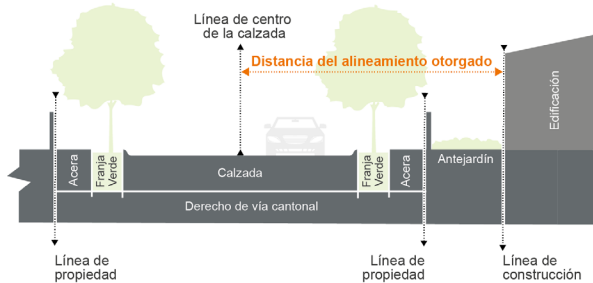 Línea de centro
de la calzada
Distancia del alineamiento otorgado
Edificación
Acera
Franja
Verde
Calzada
Franja
Verde
Acera
Antejardín
Derecho de vía cantonal
Línea de
propiedad
Línea de
propiedad
Línea de
construcción